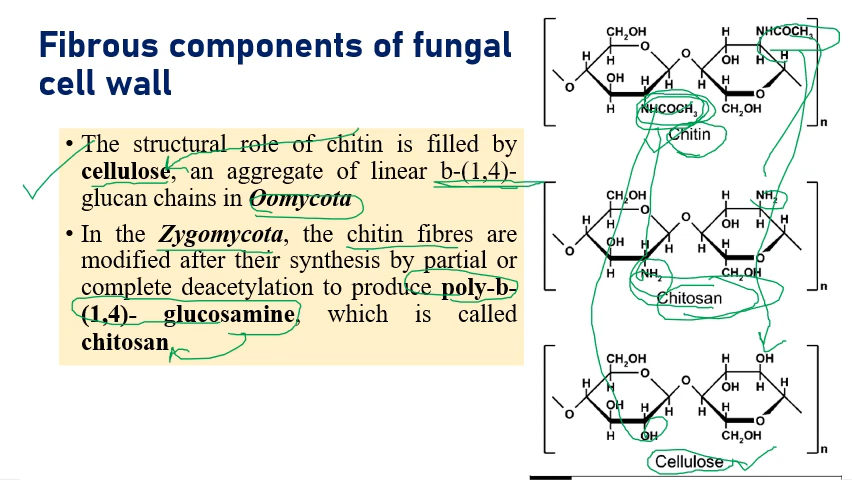 Fibrous components of fungal
cell wall
• The structural role of chitin is filled by
cellulose, an aggregate of linear b-(1,4)-
glucan chains in Oomycota
• In the Zygomycota, the chitin fibres are
modified after their synthesis by partial or
complete deacetylation to produce poly-b-
(1,4)- glucosamine, which is called
chitosan
CH₂OH H NHCOCH₃
H O O H
H OH H
OH H H H
O O
H NHCOCH₃ CH₂OH n
Chitin
CH₂OH H NH₂
H O O H
H OH H
OH H H H
O O
H NH₂ CH₂OH n
Chitosan
CH₂OH H OH
H O O H
H OH H
OH H H H
O O
H OH CH₂OH n
Cellulose